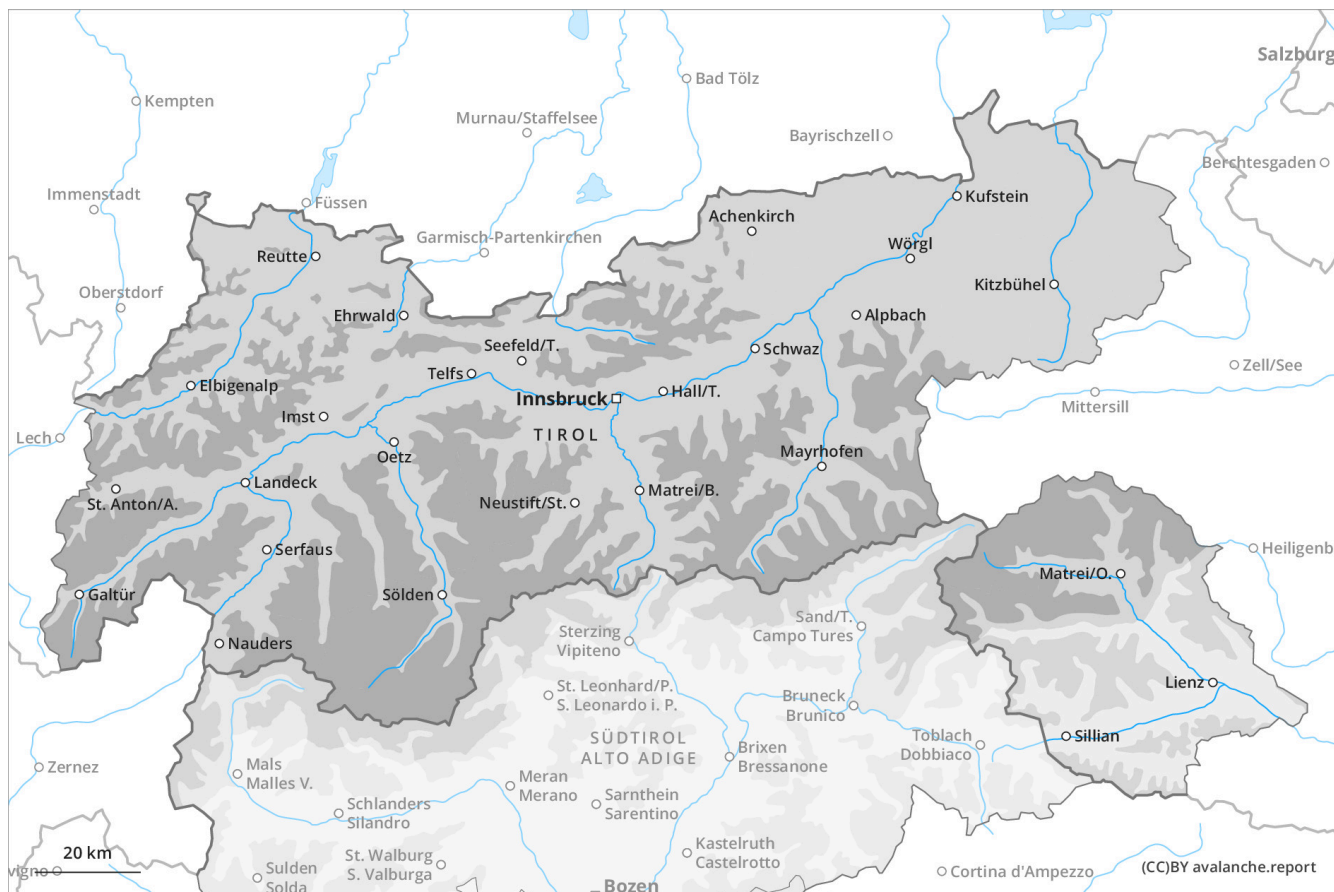 Salzburg
Bad Tölz
Kempten
Murnau/Staffelsee
Bayrischzell
Berchtesgaden
Immenstadt
Füssen
Kufstein
Achenkirch
Garmisch-Partenkirchen
Wörgl
Reutte
Kitzbühel
Oberstdorf
Ehrwald
Alpbach
Seefeld/T.
Schwaz
Zell/See
Telfs
Elbigenalp
Hall/T.
Innsbruck
Mittersill
Imst
TIROL
Lech
Oetz
Mayrhofen
Landeck
Matrei/B.
St. Anton/A.
Neustift/St.
Serfaus
Heiligenb
Matrei/O.
Galtür
Sölden
Sand/T.
Campo Tures
Sterzing
Vipiteno
Nauders
Lienz
St. Leonhard/P.
S. Leonardo i. P.
Bruneck
Brunico
SÜDTIROL
ALTO ADIGE
Toblach
Dobbiaco
Sillian
Brixen
Bressanone
Zernez
Mals
Malles V.
Meran
Merano
Sarnthein
Sarentino
Schlanders
Silandro
Kastelruth
Castelrotto
20 km
St. Walburg
S. Valburga
vigno
Sulden
Solda
Cortina d'Ampezzo
(CC)BY avalanche.report
Bozen